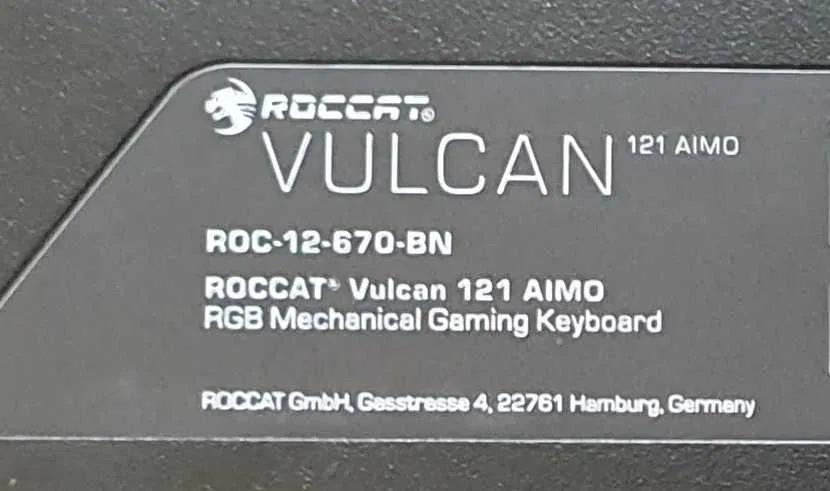 ROCCAT®
VULCAN 121 AIMO
ROC-12-670-BN
ROCCAT® Vulcan 121 AIMO
RGB Mechanical Gaming Keyboard
ROCCAT GmbH, Gasstresse 4, 22761 Hamburg, Germany